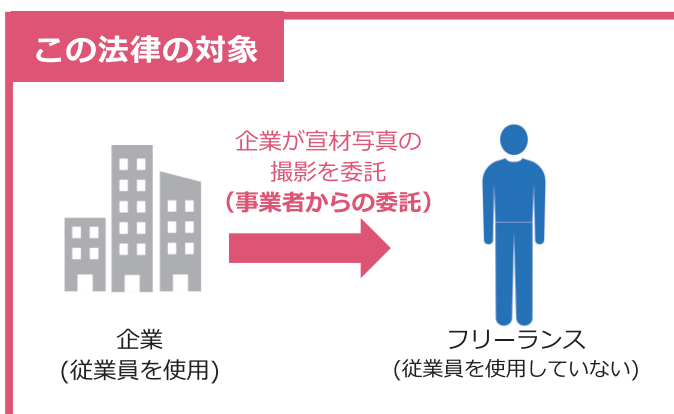 この法律の対象
企業が宣材写真の
撮影を委託
（事業者からの委託）
企業
(従業員を使用)
フリーランス
(従業員を使用していない)